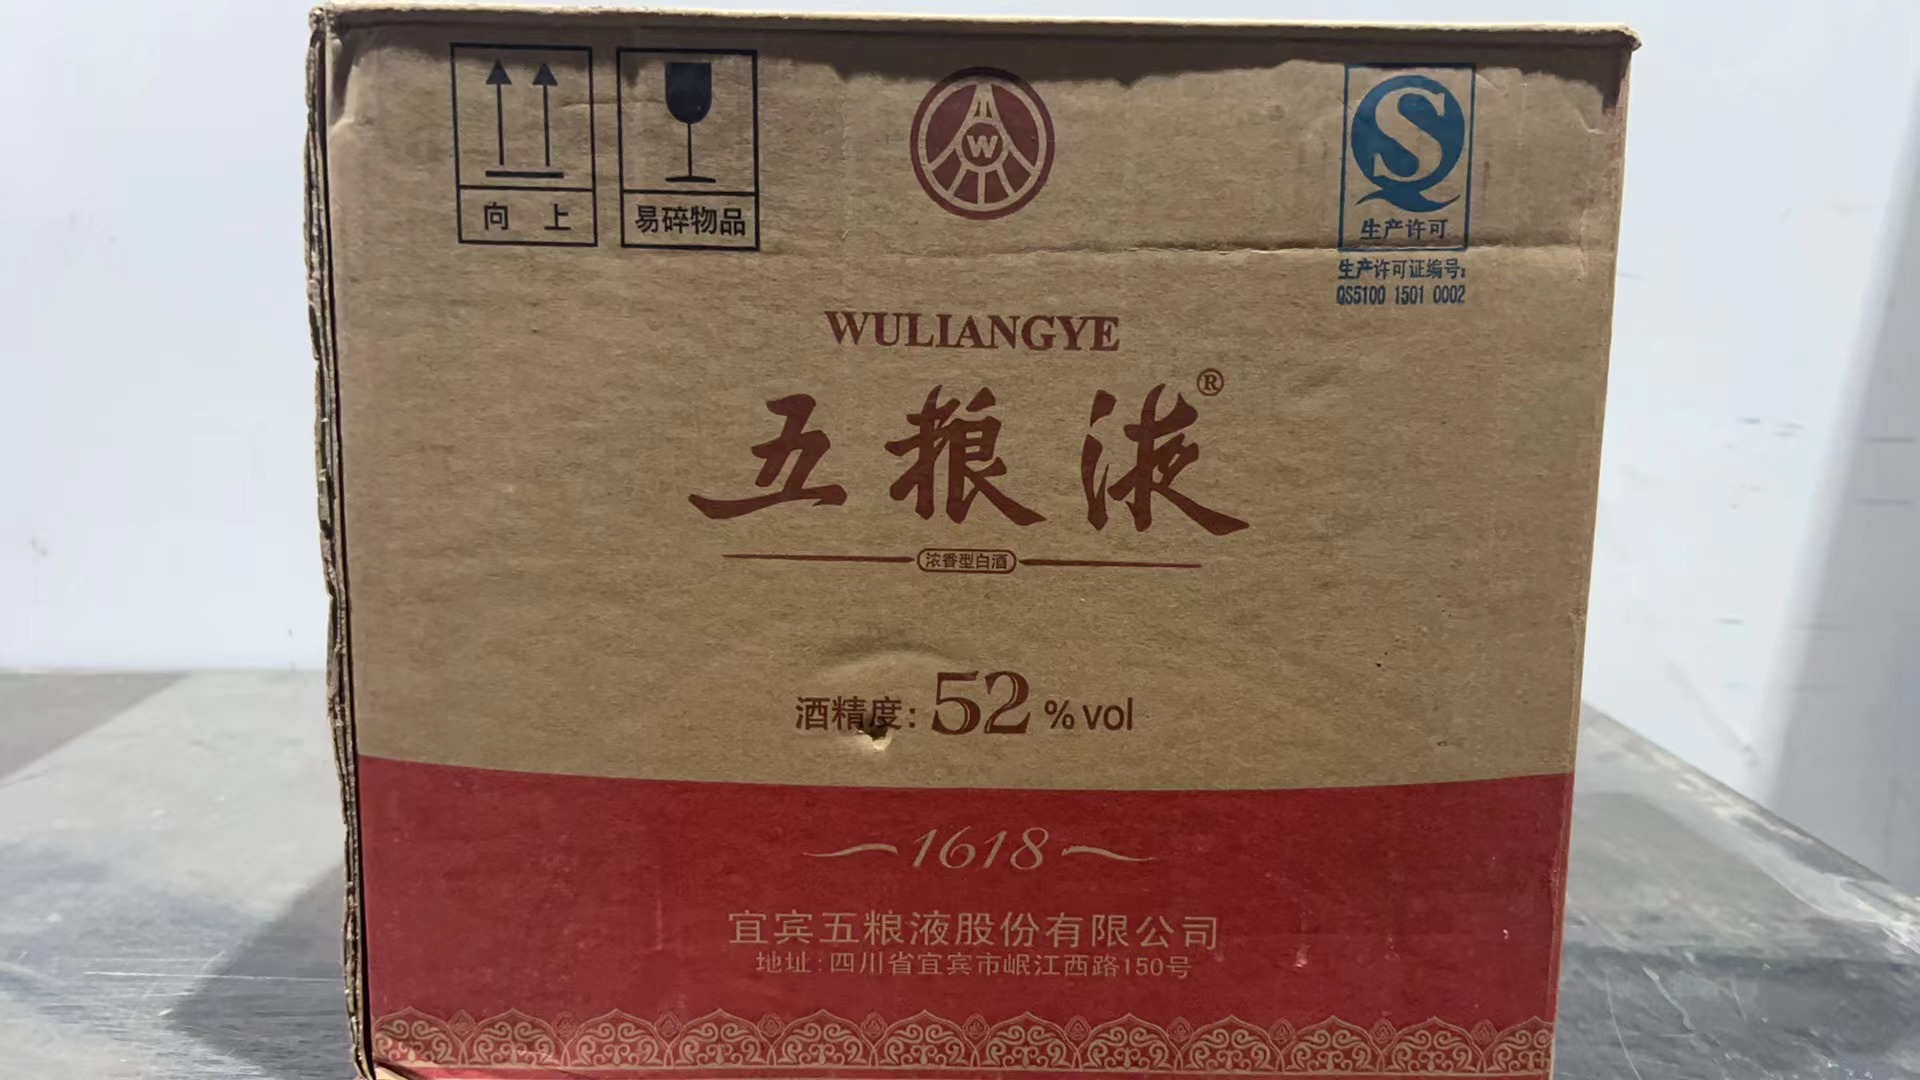 向 上
易碎物品
W
QS
生产许可
生产许可证编号:
QS5100 1501 0002
WULIANGYE
五粮液®
浓香型白酒
酒精度: 52 % vol
1618
宜宾五粮液股份有限公司
地址:四川省宜宾市岷江西路150号